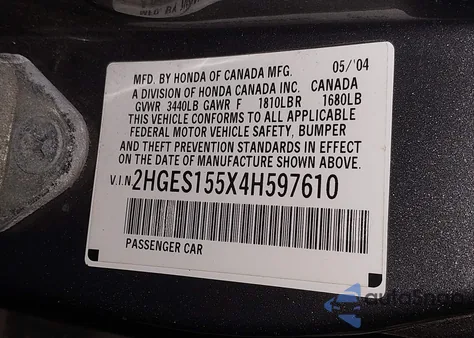 MFD. BY HONDA OF CANADA MFG. 05/'04
A DIVISION OF HONDA CANADA INC. CANADA
GVWR 3440LB GAWR F 1810LB R 1680LB
THIS VEHICLE CONFORMS TO ALL APPLICABLE
FEDERAL MOTOR VEHICLE SAFETY, BUMPER
AND THEFT PREVENTION STANDARDS IN EFFECT
ON THE DATE OF MANUFACTURE SHOWN ABOVE.
V.I.N. 2HGES155X4H597610
PASSENGER CAR